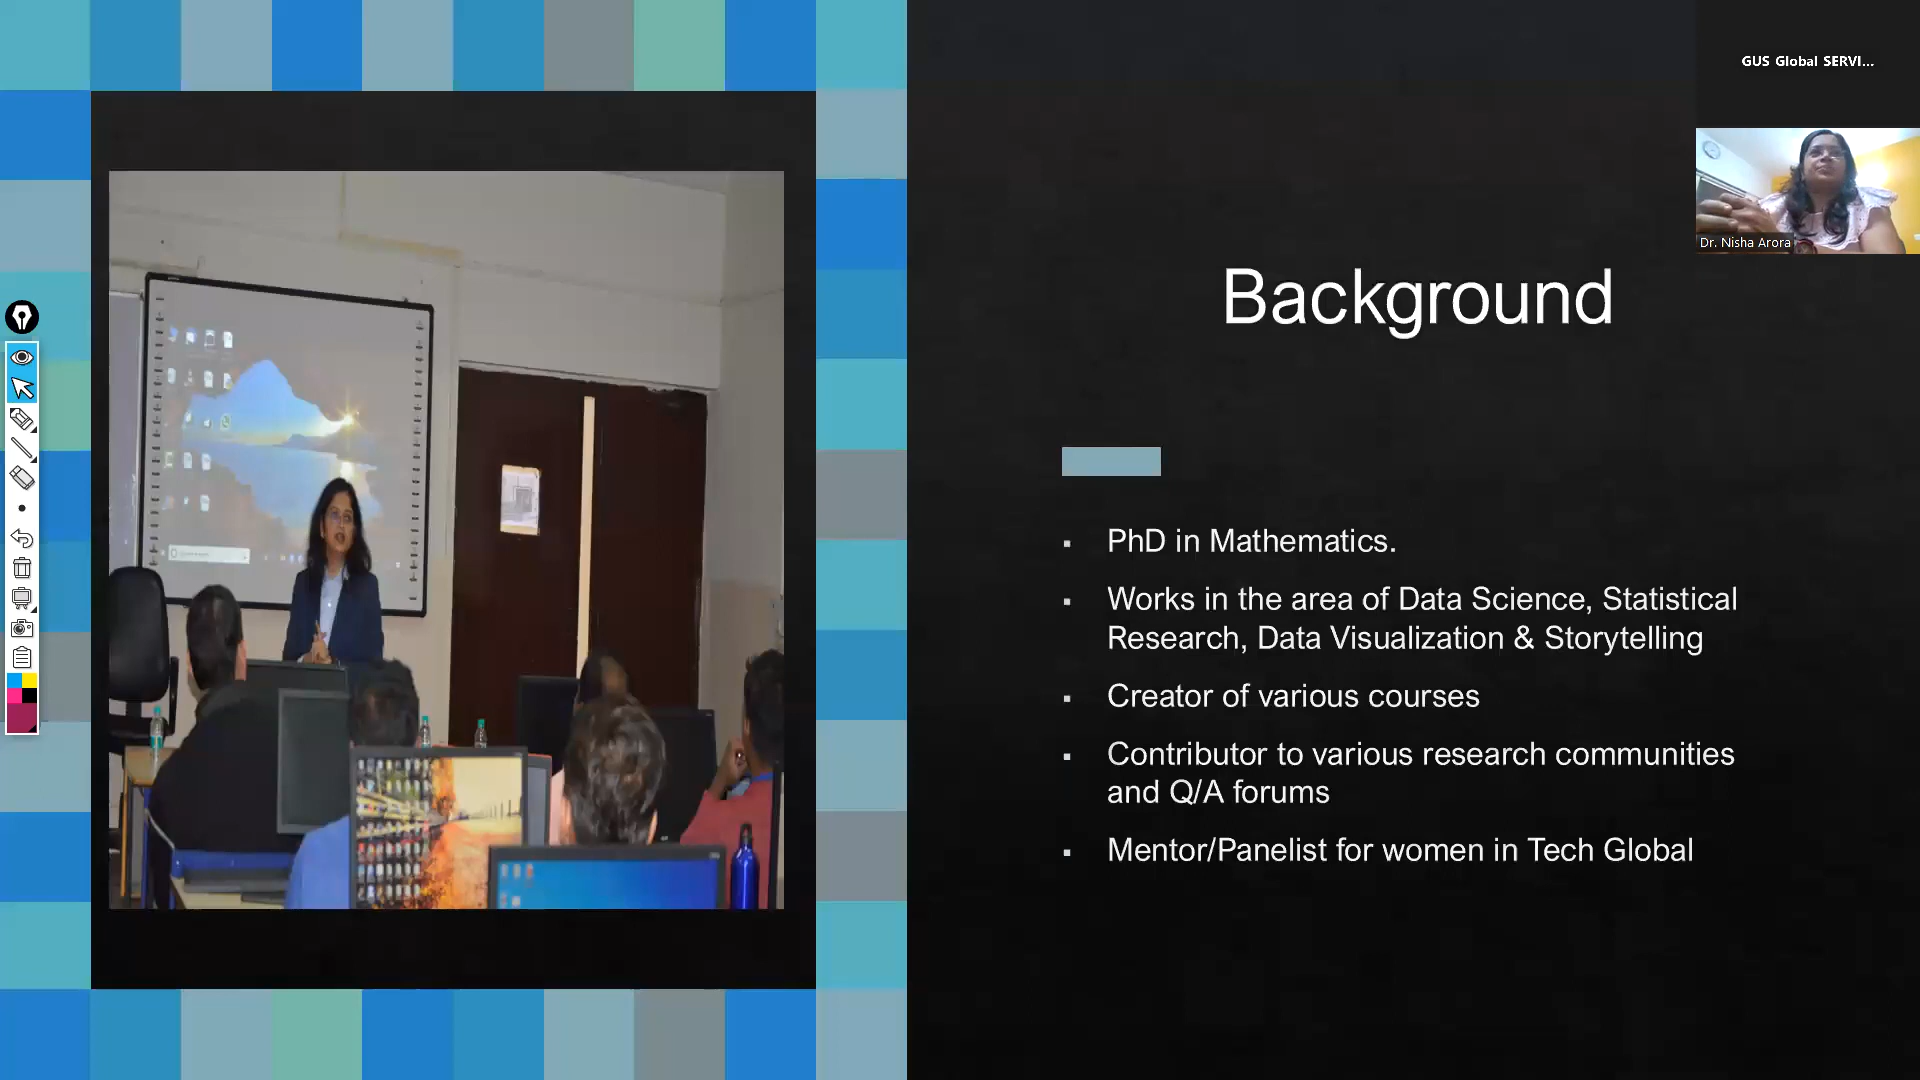 GUS Global SERVI...
Dr. Nisha Arora
Background
▪ PhD in Mathematics.
▪ Works in the area of Data Science, Statistical
Research, Data Visualization & Storytelling
▪ Creator of various courses
▪ Contributor to various research communities
and Q/A forums
▪ Mentor/Panelist for women in Tech Global